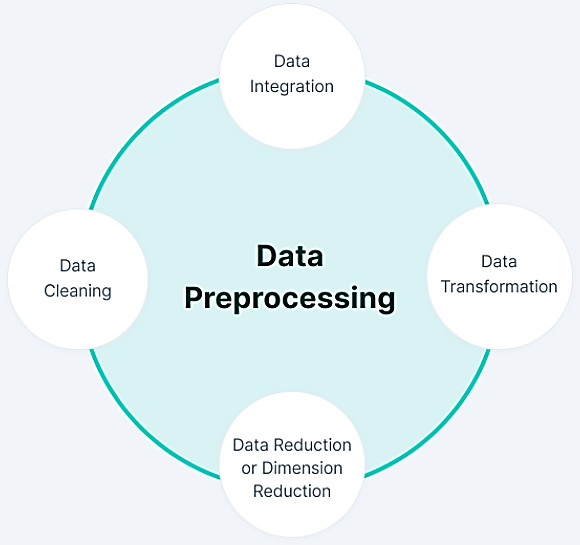 Data
Integration
Data
Cleaning
Data
Preprocessing
Data
Transformation
Data Reduction
or Dimension
Reduction